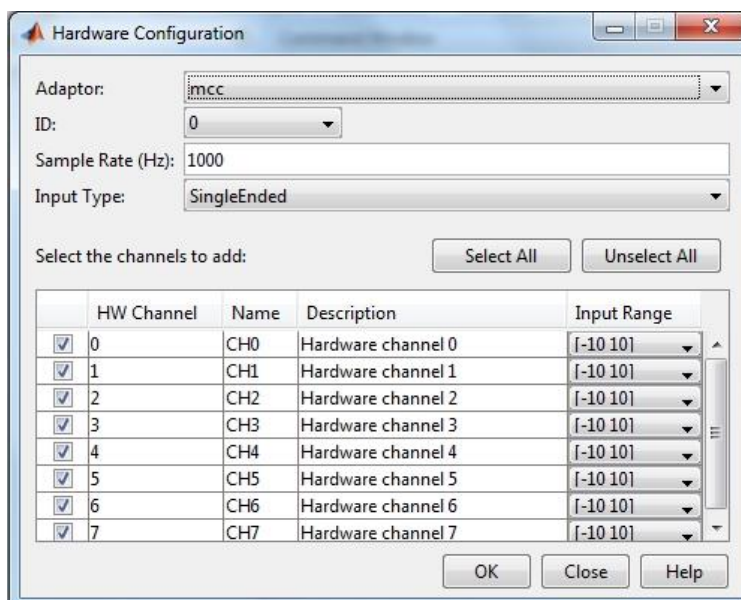 Hardware Configuration
Adaptor: mcc
ID: 0
Sample Rate (Hz): 1000
Input Type: SingleEnded
Select the channels to add: Select All Unselect All
HW Channel Name Description Input Range
0 CH0 Hardware channel 0 [-10 10]
1 CH1 Hardware channel 1 [-10 10]
2 CH2 Hardware channel 2 [-10 10]
3 CH3 Hardware channel 3 [-10 10]
4 CH4 Hardware channel 4 [-10 10]
5 CH5 Hardware channel 5 [-10 10]
6 CH6 Hardware channel 6 [-10 10]
7 CH7 Hardware channel 7 [-10 10]
OK Close Help